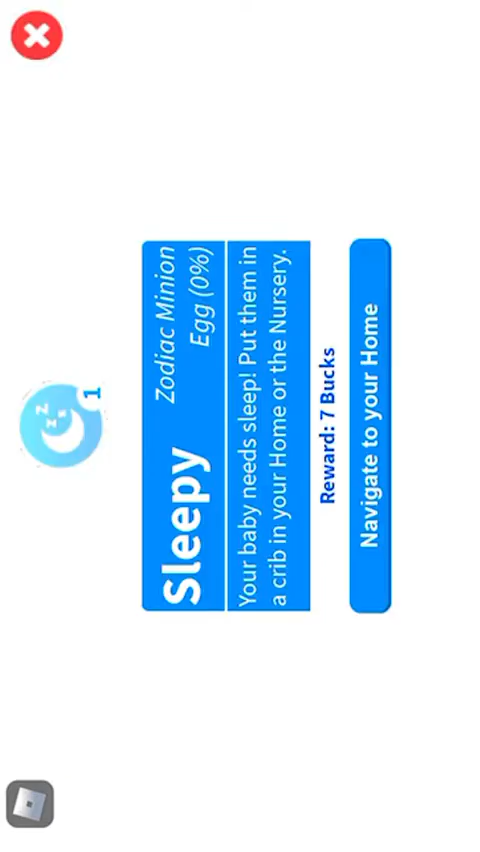 1
Sleepy
Zodiac Minion
Egg (0%)
Your baby needs sleep! Put them in
a crib in your Home or the Nursery.
Reward: 7 Bucks
Navigate to your Home